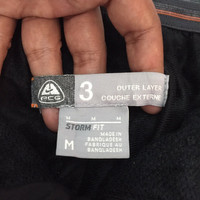 ACG
3
OUTER LAYER
COUCHE EXTERNE
M M M
STORM FIT
M
MADE IN
BANGLADESH
FABRIQUÉ AU
BANGLADESH